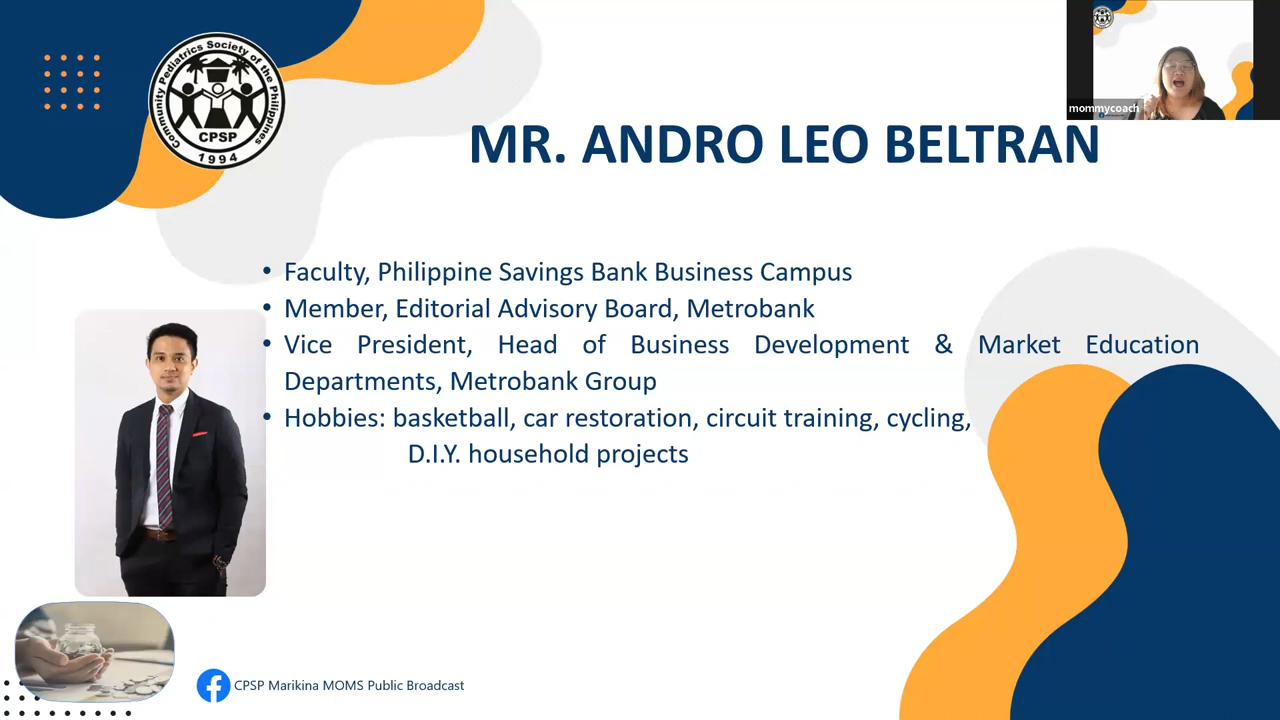 Community Pediatrics Society of the Philippines
CPSP
1994
mommycoach
MR. ANDRO LEO BELTRAN
• Faculty, Philippine Savings Bank Business Campus
• Member, Editorial Advisory Board, Metrobank
• Vice President, Head of Business Development & Market Education
Departments, Metrobank Group
• Hobbies: basketball, car restoration, circuit training, cycling,
D.I.Y. household projects
CPSP Marikina MOMS Public Broadcast